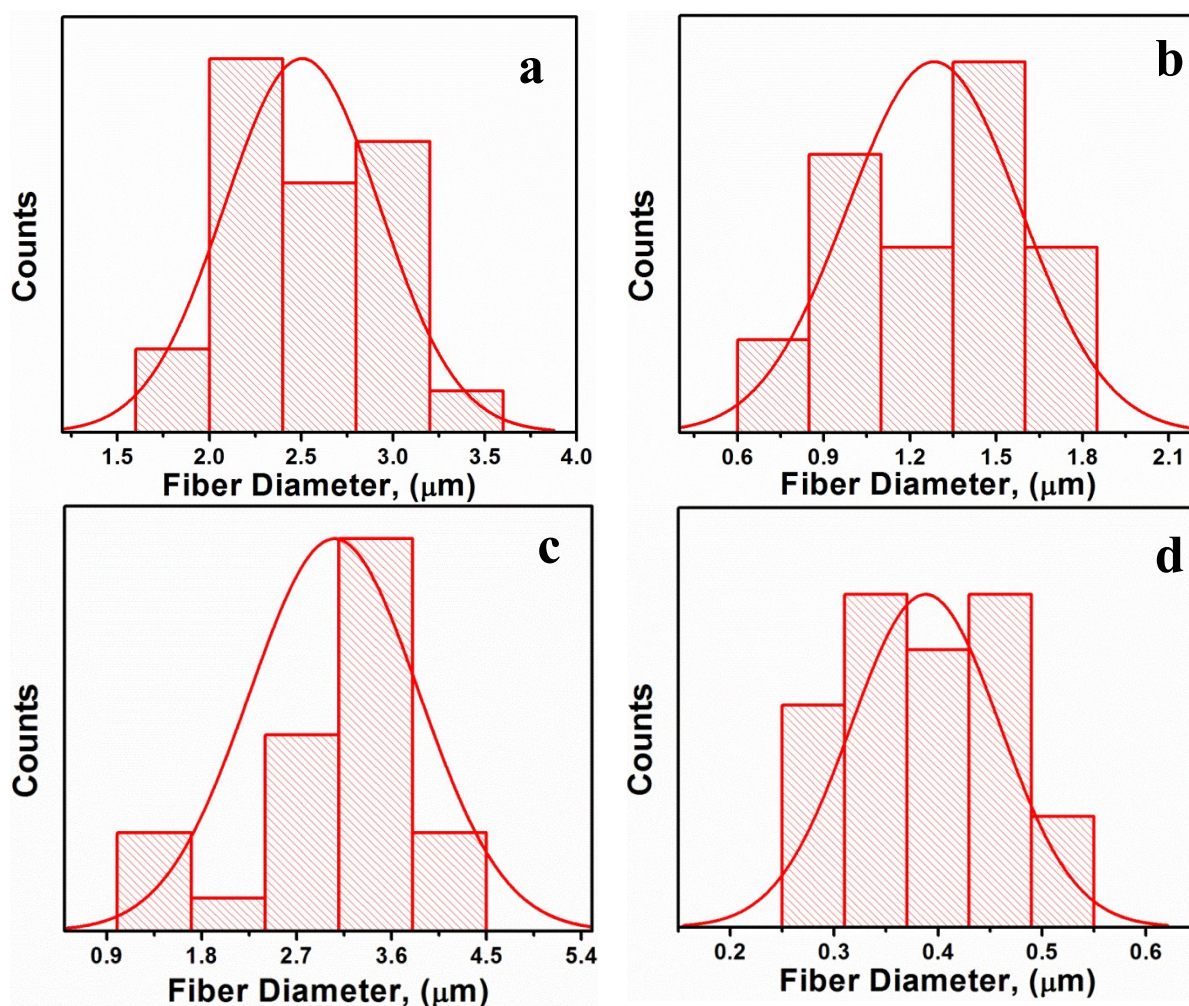 a
Counts
1.5 2.0 2.5 3.0 3.5 4.0
Fiber Diameter, (μm)
b
Counts
0.6 0.9 1.2 1.5 1.8 2.1
Fiber Diameter, (μm)
c
Counts
0.9 1.8 2.7 3.6 4.5 5.4
Fiber Diameter, (μm)
d
Counts
0.2 0.3 0.4 0.5 0.6
Fiber Diameter, (μm)